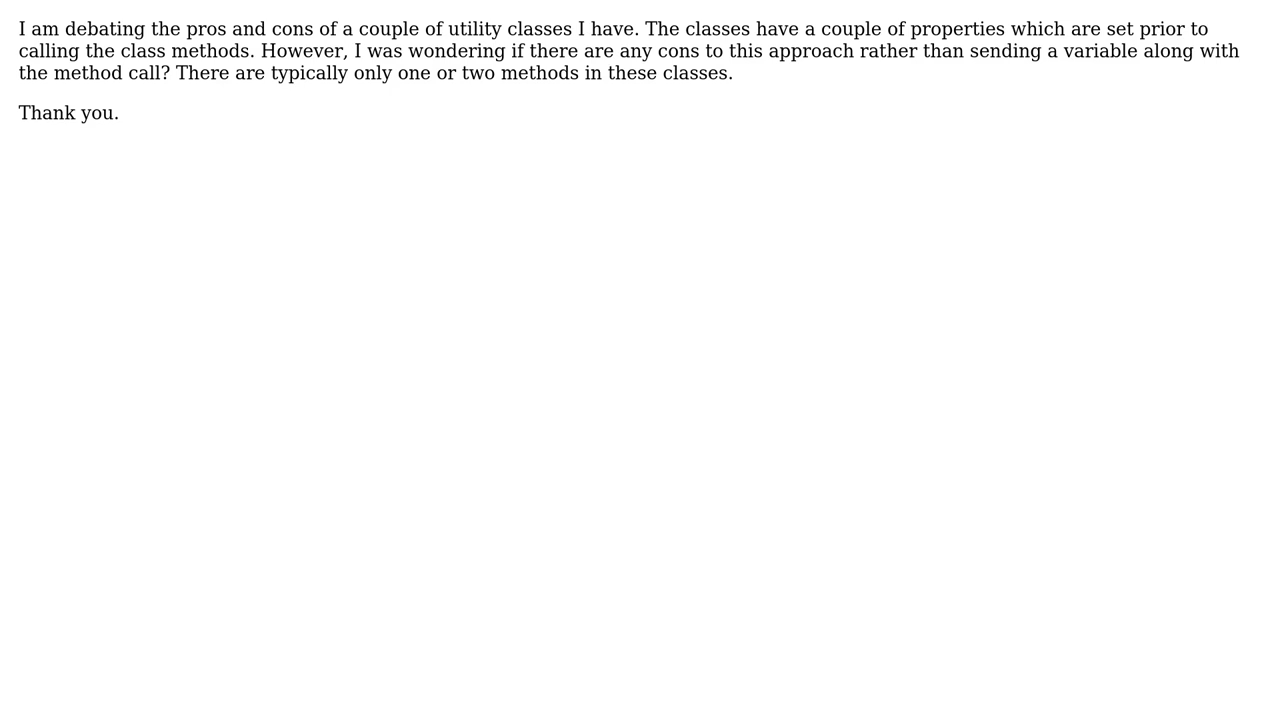 I am debating the pros and cons of a couple of utility classes I have. The classes have a couple of properties which are set prior to
calling the class methods. However, I was wondering if there are any cons to this approach rather than sending a variable along with
the method call? There are typically only one or two methods in these classes.
Thank you.